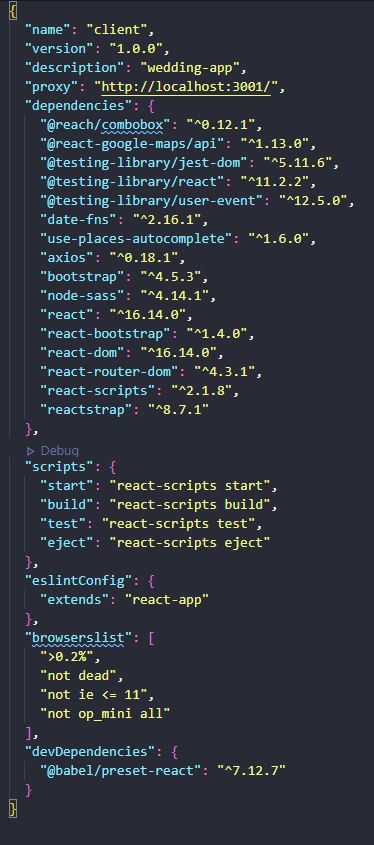 {
"name": "client",
"version": "1.0.0",
"description": "wedding-app",
"proxy": "http://localhost:3001/",
"dependencies": {
"@reach/combobox": "^0.12.1",
"@react-google-maps/api": "^1.13.0",
"@testing-library/jest-dom": "^5.11.6",
"@testing-library/react": "^11.2.2",
"@testing-library/user-event": "^12.5.0",
"date-fns": "^2.16.1",
"use-places-autocomplete": "^1.6.0",
"axios": "^0.18.1",
"bootstrap": "^4.5.3",
"node-sass": "^4.14.1",
"react": "^16.14.0",
"react-bootstrap": "^1.4.0",
"react-dom": "^16.14.0",
"react-router-dom": "^4.3.1",
"react-scripts": "^2.1.8",
"reactstrap": "^8.7.1"
},
Debug
"scripts": {
"start": "react-scripts start",
"build": "react-scripts build",
"test": "react-scripts test",
"eject": "react-scripts eject"
},
"eslintConfig": {
"extends": "react-app"
},
"browserslist": [
">0.2%",
"not dead",
"not ie <= 11",
"not op_mini all"
],
"devDependencies": {
"@babel/preset-react": "^7.12.7"
}
}